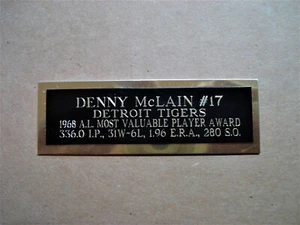 DENNY McLAIN #17
DETROIT TIGERS
1968 A.L. MOST VALUABLE PLAYER AWARD
336.0 I.P., 31W-6L, 1.96 E.R.A., 280 S.O.